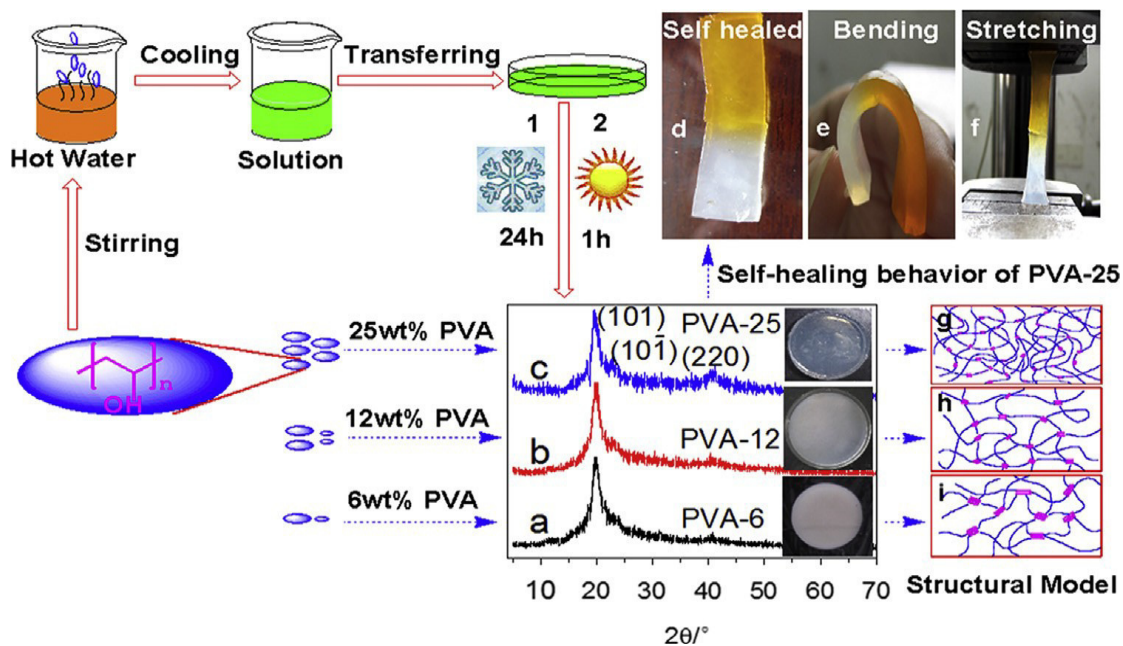 Cooling
Transferring
Hot Water
Solution
Stirring
1
2
24h
1h
Self healed
d
Bending
e
Stretching
f
Self-healing behavior of PVA-25
n
OH
25wt% PVA
12wt% PVA
6wt% PVA
(101)
(101̄)
(220)
PVA-25
c
PVA-12
b
PVA-6
a
10 20 30 40 50 60 70
2θ/°
g
h
i
Structural Model